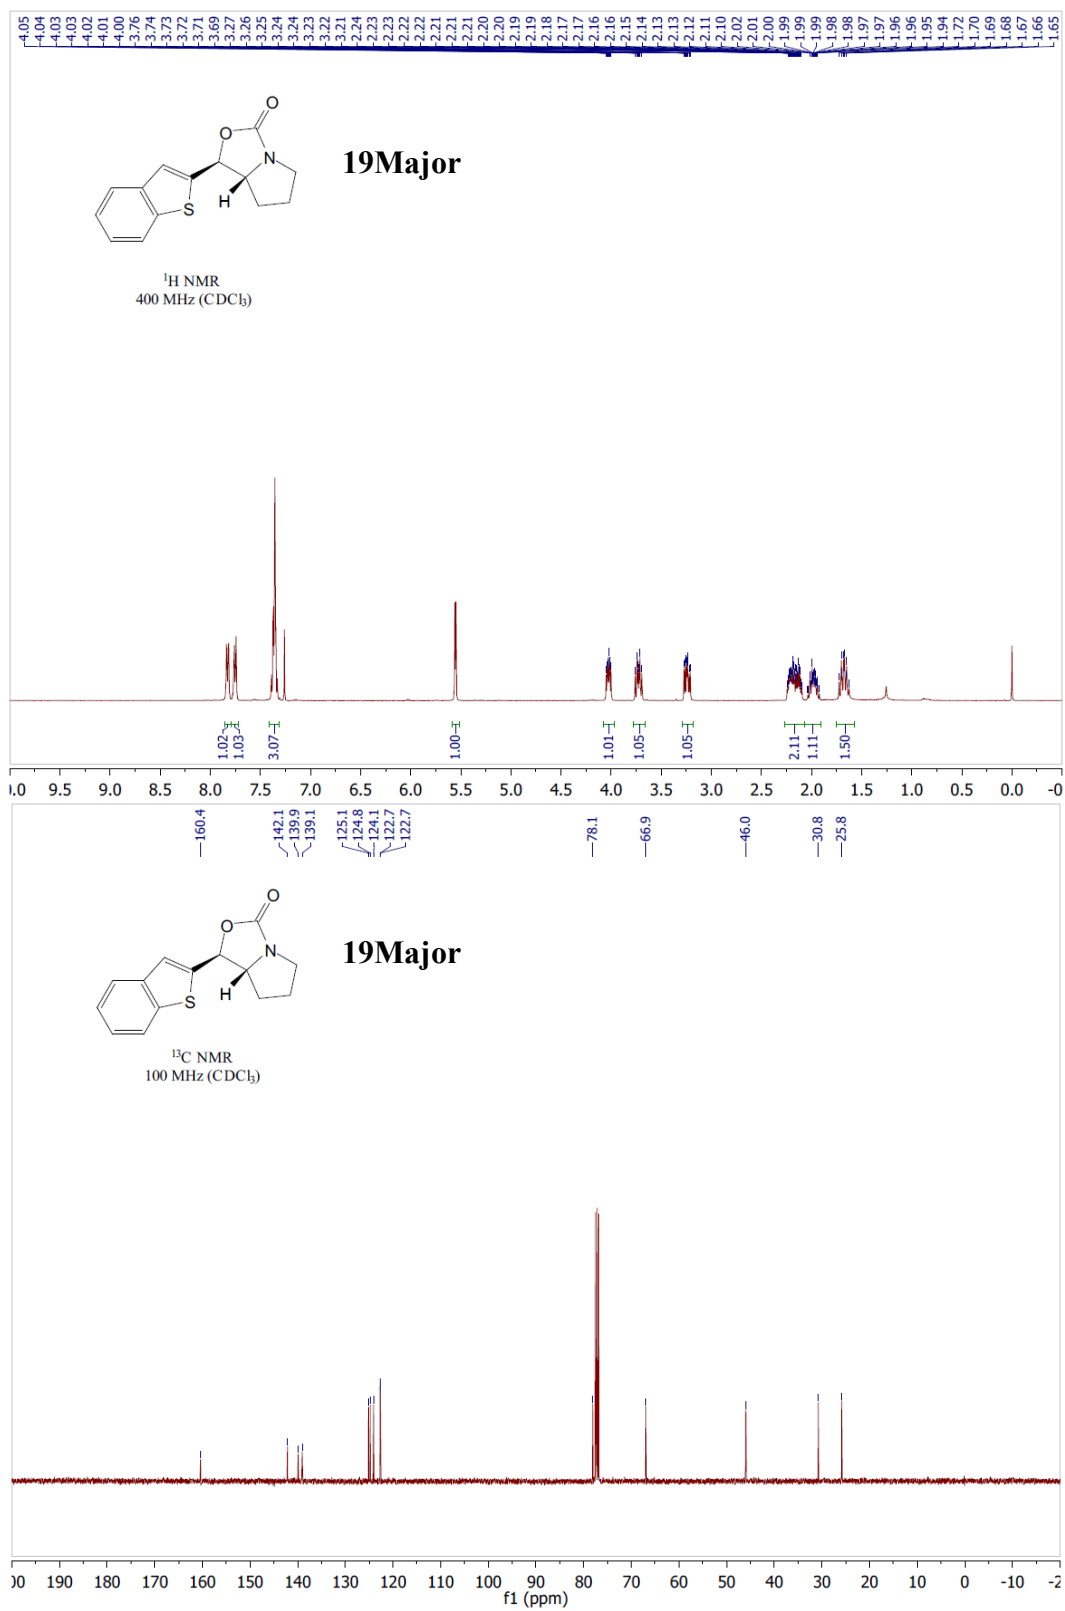 4.05 4.04 4.03 4.03 4.02 4.01 4.00 3.76 3.74 3.73 3.72 3.71 3.69 3.27 3.26 3.25 3.24 3.24 3.23 3.22 3.21 2.24 2.23 2.23 2.22 2.22 2.21 2.21 2.21 2.20 2.20 2.19 2.19 2.18 2.17 2.17 2.16 2.16 2.15 2.14 2.13 2.13 2.12 2.11 2.10 2.02 2.01 2.00 1.99 1.99 1.99 1.98 1.98 1.97 1.97 1.96 1.96 1.95 1.94 1.72 1.70 1.69 1.68 1.67 1.66 1.65
O
O
N
19Major
H
S
1H NMR
400 MHz (CDCl3)
1.02 1.03 3.07 1.00 1.01 1.05 1.05 2.11 1.11 1.50
).0 9.5 9.0 8.5 8.0 7.5 7.0 6.5 6.0 5.5 5.0 4.5 4.0 3.5 3.0 2.5 2.0 1.5 1.0 0.5 0.0 -0
160.4 142.1 139.9 139.1 125.1 124.8 124.1 122.7 122.7 78.1 66.9 46.0 30.8 25.8
O
O
N
19Major
H
S
13C NMR
100 MHz (CDCl3)
00 190 180 170 160 150 140 130 120 110 100 90 80 70 60 50 40 30 20 10 0 -10 -2
f1 (ppm)